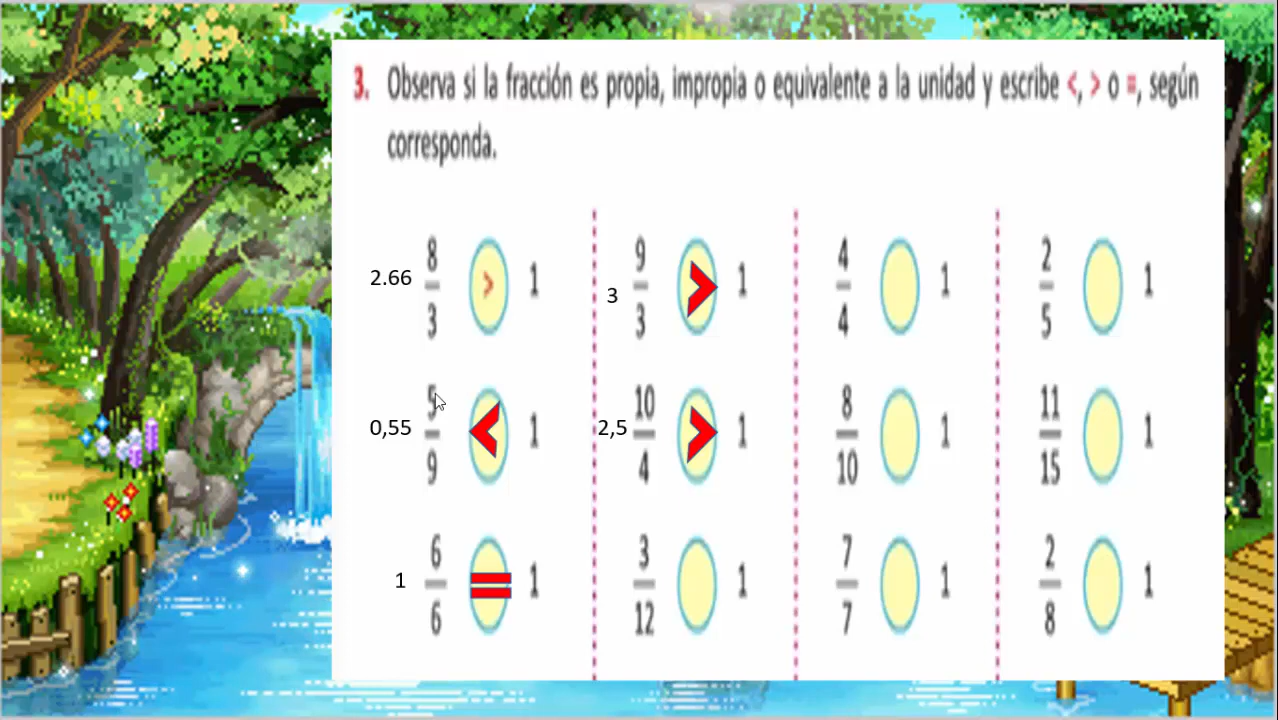 3. Observa si la fracción es propia, impropia o equivalente a la unidad y escribe <, > o =, según
corresponda.
2.66 8/3 > 1
3 9/3 > 1
4/4 1
2/5 1
0,55 5/9 < 1
2,5 10/4 > 1
8/10 1
11/15 1
1 6/6 = 1
3/12 1
7/7 1
2/8 1